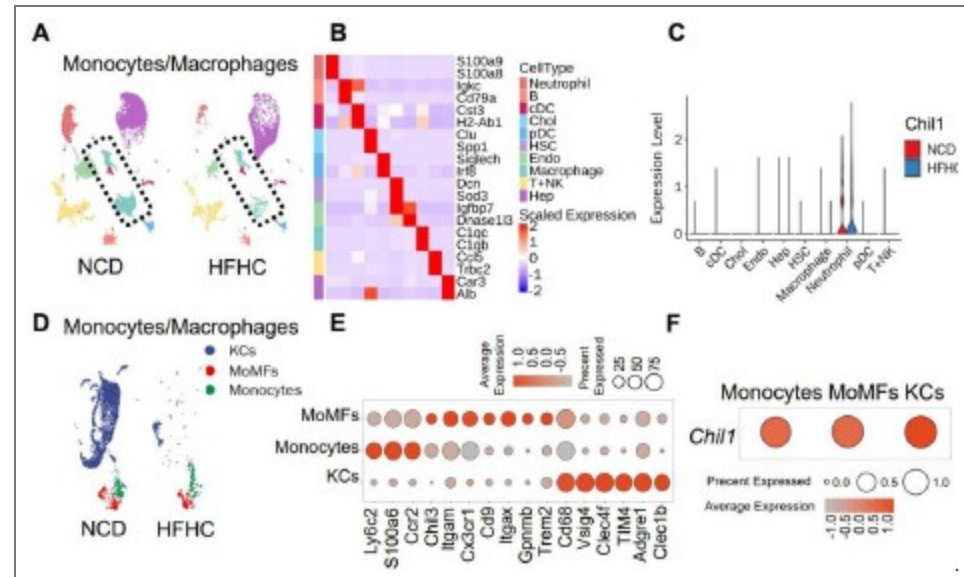 A
Monocytes/Macrophages
NCD
HFHC
B
S100a9
S100a8
Igkc
Cd79a
Cst3
H2-Ab1
Clu
Spp1
Siglech
Irf8
Dcn
Sod3
Igfbp7
Dnase1l3
C1qc
C1qb
Ccl5
Trbc2
Car3
Alb
CellType
Neutrophil
B
cDC
Chol
pDC
HSC
Endo
Macrophage
T+NK
Hep
Scaled Expression
2
1
0
-1
-2
C
Expression Level
2
1
0
B
cDC
Chol
Endo
Hep
HSC
Macrophage
Neutrophil
pDC
T+NK
Chil1
NCD
HFH
D
Monocytes/Macrophages
KCs
MoMFs
Monocytes
NCD
HFHC
E
Average
Expression
1.0
0.5
0.0
-0.5
Precent
Expressed
25
50
75
MoMFs
Monocytes
KCs
Ly6c2
S100a6
Ccr2
Chil3
Itgam
Cx3cr1
Cd9
Itgax
Gpnmb
Trem2
Cd68
Vsig4
Clec4f
TIM4
Adgre1
Clec1b
F
Monocytes MoMFs KCs
Chil1
Precent Expressed
0.0
0.5
1.0
Average Expression
-1.0
-0.5
0.0
0.5
1.0